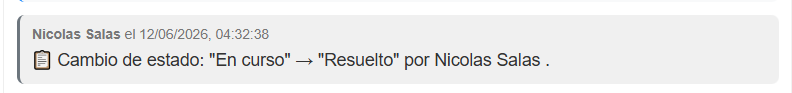 Nicolas Salas el 12/06/2026, 04:32:38
📋 Cambio de estado: "En curso" → "Resuelto" por Nicolas Salas .